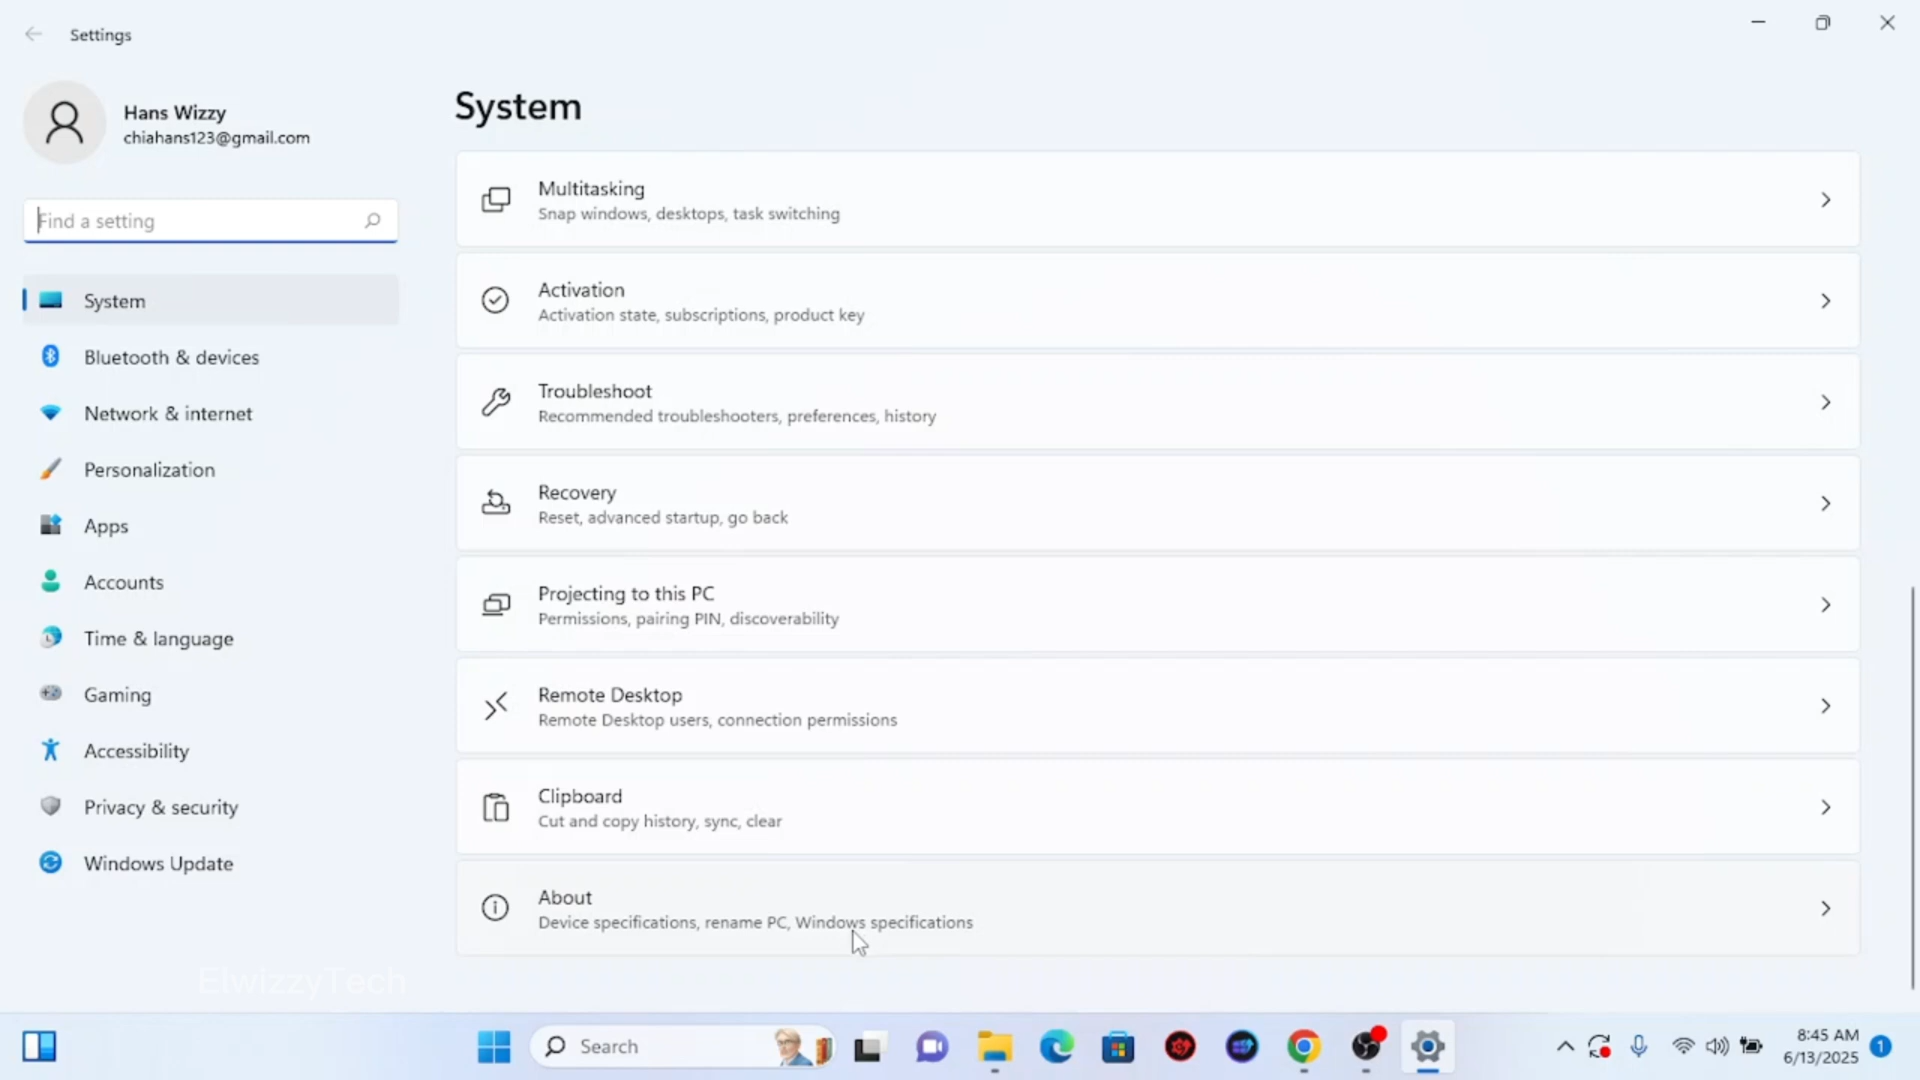 Settings
Hans Wizzy
chiahans123@gmail.com
Find a setting
System
Bluetooth & devices
Network & internet
Personalization
Apps
Accounts
Time & language
Gaming
Accessibility
Privacy & security
Windows Update
System
Multitasking
Snap windows, desktops, task switching
Activation
Activation state, subscriptions, product key
Troubleshoot
Recommended troubleshooters, preferences, history
Recovery
Reset, advanced startup, go back
Projecting to this PC
Permissions, pairing PIN, discoverability
Remote Desktop
Remote Desktop users, connection permissions
Clipboard
Cut and copy history, sync, clear
About
Device specifications, rename PC, Windows specifications
ElwizzyTech
Search
8:45 AM
6/13/2025
1